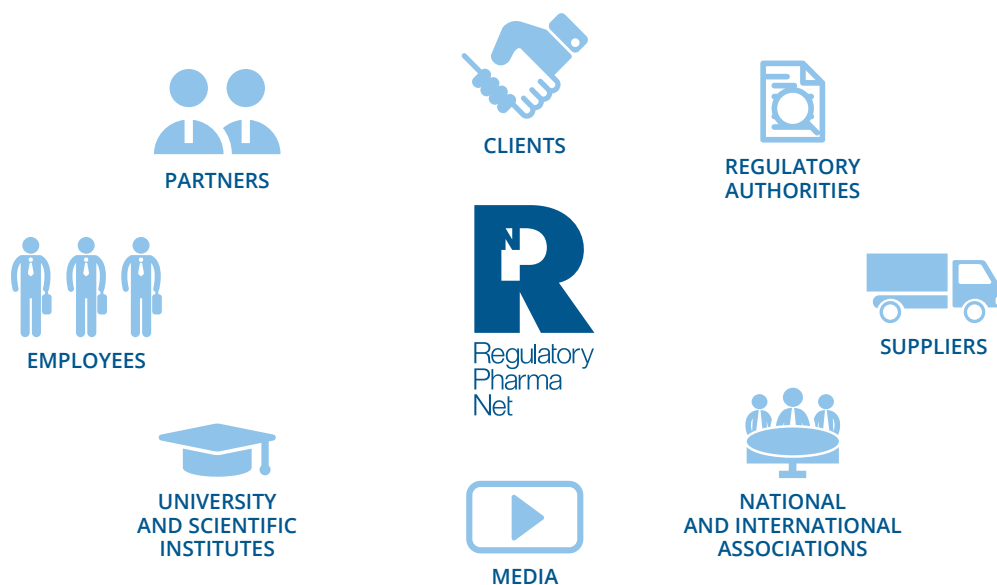 CLIENTS
PARTNERS
REGULATORY
AUTHORITIES
EMPLOYEES
N
P
R
Regulatory
Pharma
Net
SUPPLIERS
UNIVERSITY
AND SCIENTIFIC
INSTITUTES
NATIONAL
AND INTERNATIONAL
ASSOCIATIONS
MEDIA